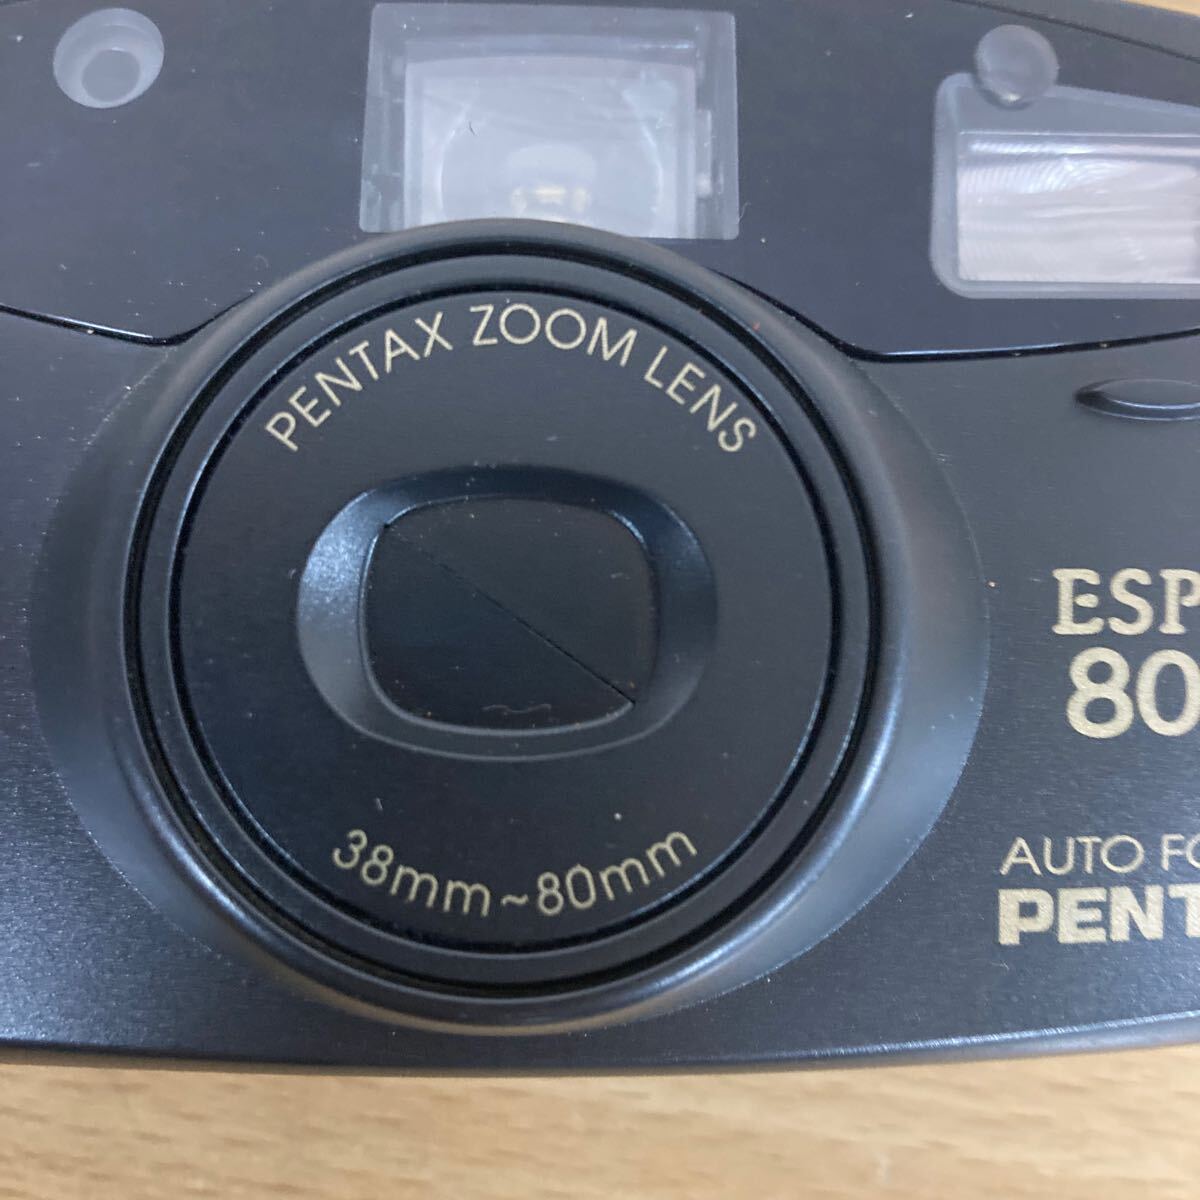 PENTAX ZOOM LENS
38mm~80mm
ESP
80
AUTO FO
PENT